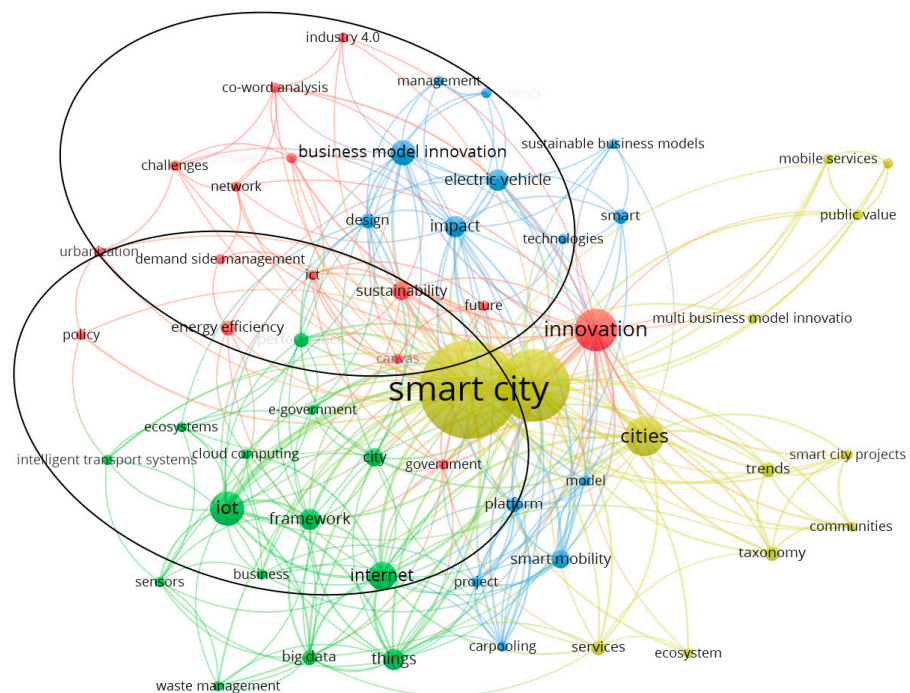 industry 4.0
management
co-word analysis
energy
sustainable business models
business model innovation
mobile services
challenges
electric vehicle
network
public value
design
smart
impact
technologies
urbanization
demand side management
ict
sustainability
future
multi business model innovatio
policy
energy efficiency
innovation
canvas
smart city
e-government
ecosystems
cities
cloud computing
city
smart city projects
intelligent transport systems
government
trends
model
iot
platform
framework
communities
taxonomy
smart mobility
internet
business
sensors
project
carpooling
services
ecosystem
big data
things
waste management